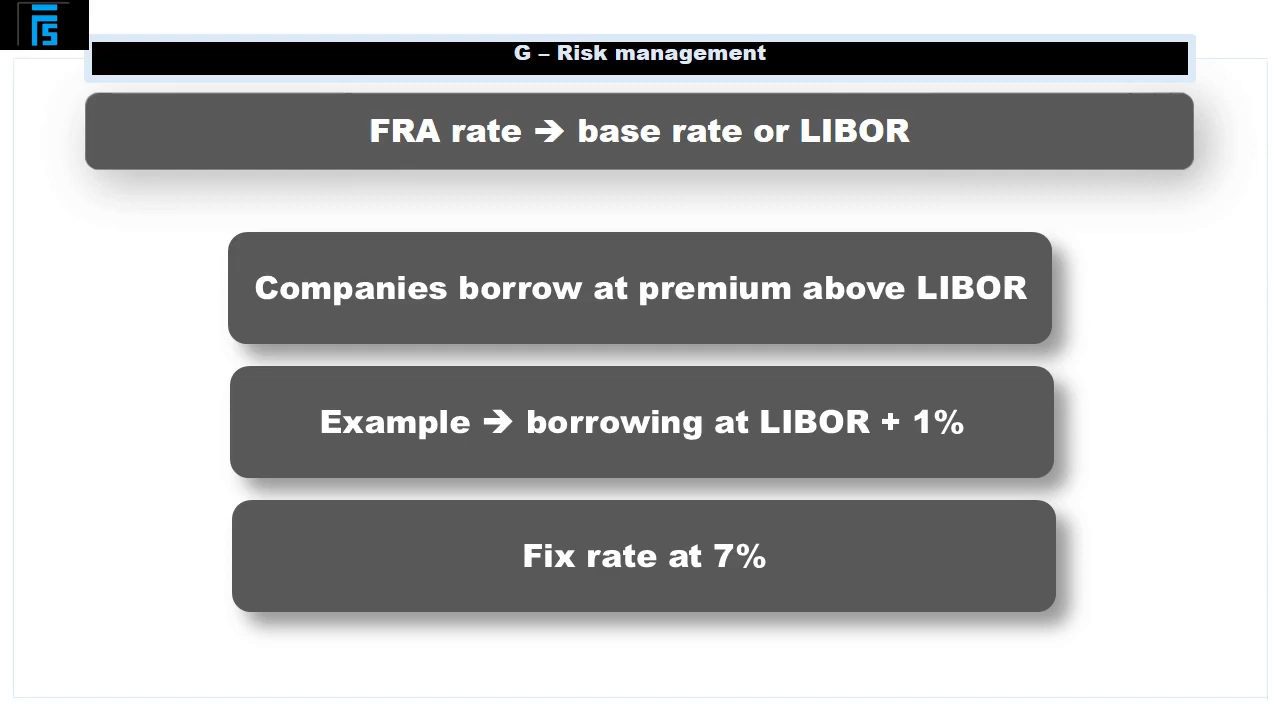 G – Risk management
FRA rate ➔ base rate or LIBOR
Companies borrow at premium above LIBOR
Example ➔ borrowing at LIBOR + 1%
Fix rate at 7%